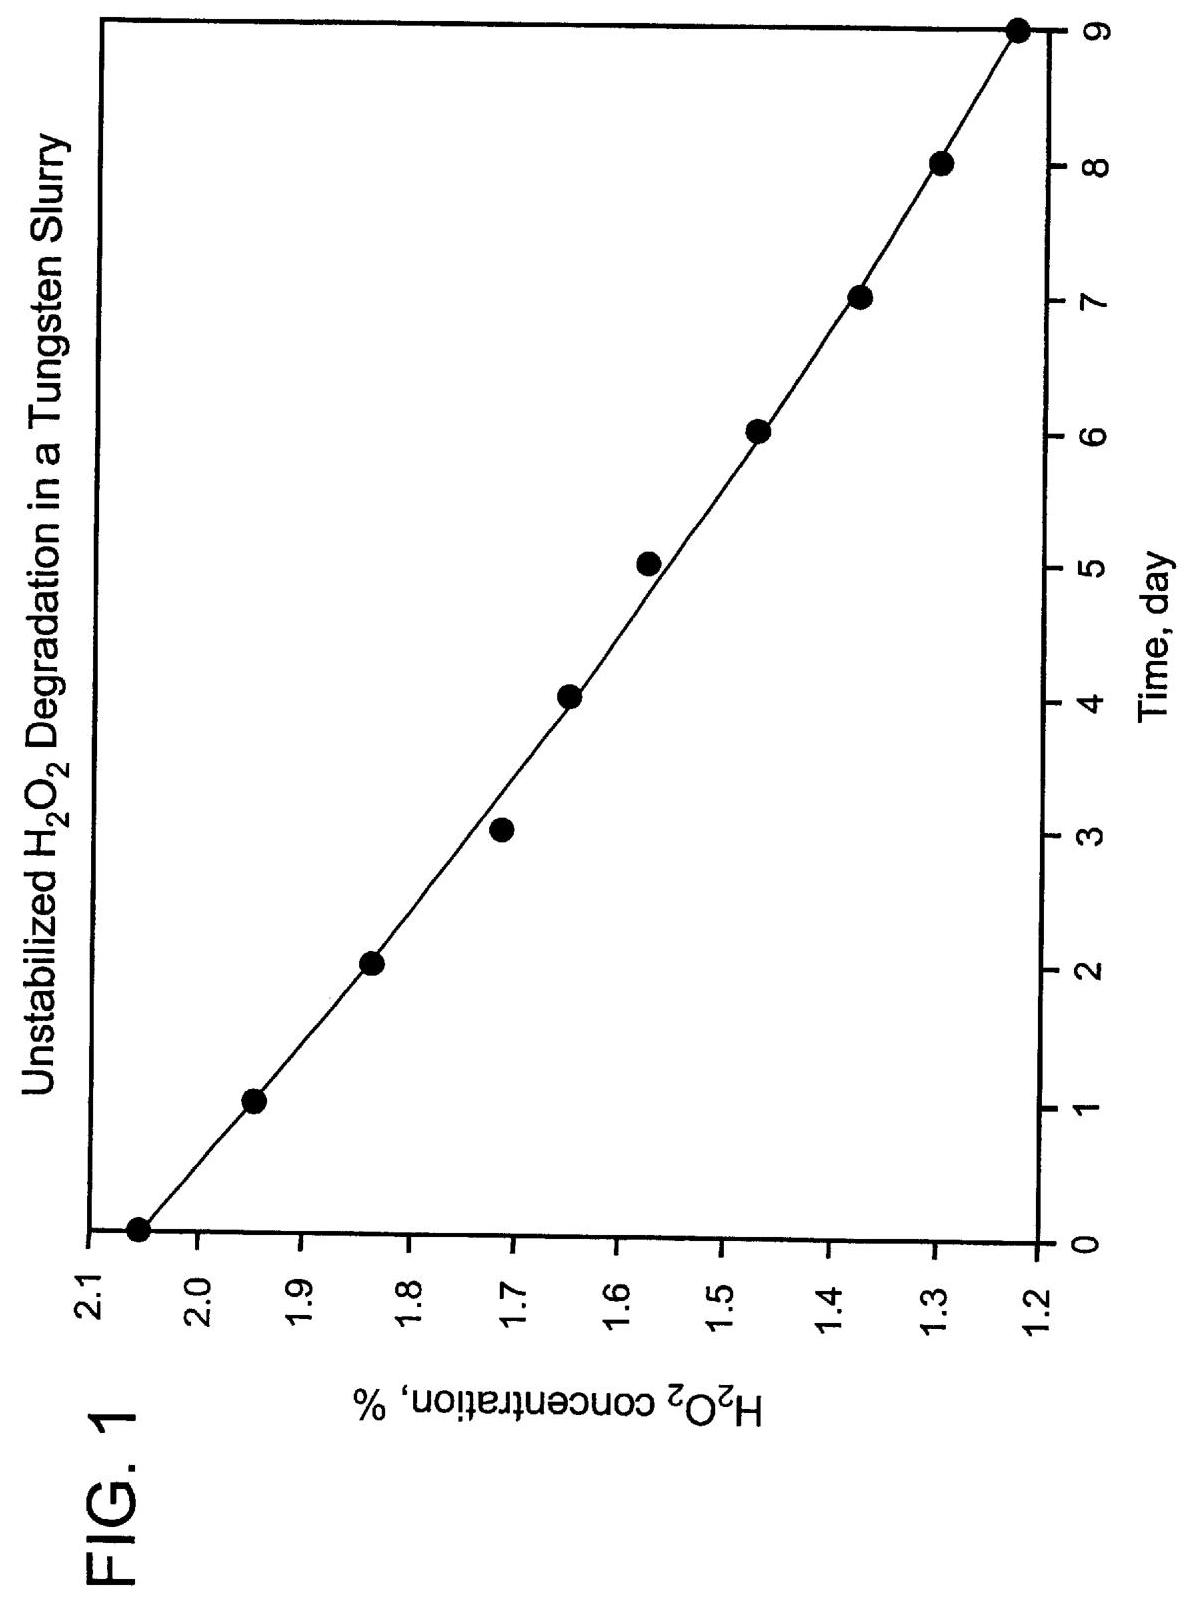 FIG. 1
Unstabilized H₂O₂ Degradation in a Tungsten Slurry
H₂O₂ concentration, %
2.1
2.0
1.9
1.8
1.7
1.6
1.5
1.4
1.3
1.2
0 1 2 3 4 5 6 7 8 9
Time, day